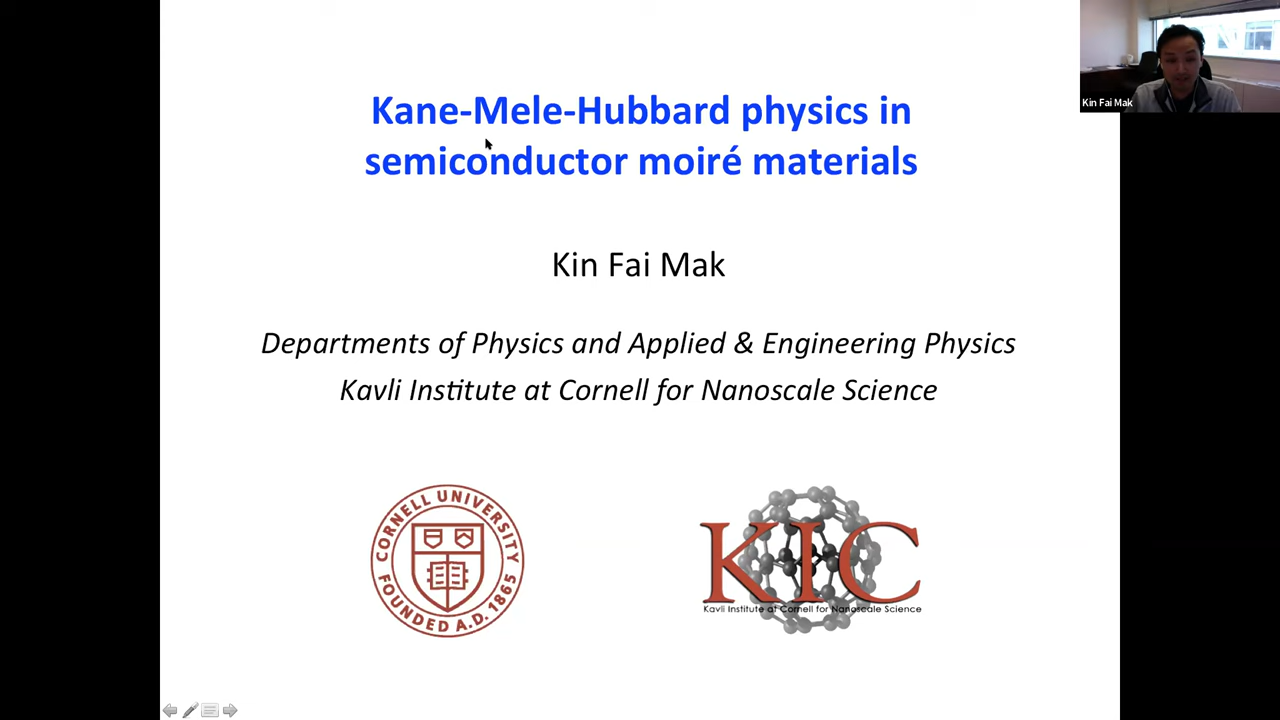 Kane-Mele-Hubbard physics in
semiconductor moiré materials
Kin Fai Mak
Kin Fai Mak
Departments of Physics and Applied & Engineering Physics
Kavli Institute at Cornell for Nanoscale Science
CORNELL UNIVERSITY
FOUNDED A.D. 1865
KIC
Kavli Institute at Cornell for Nanoscale Science